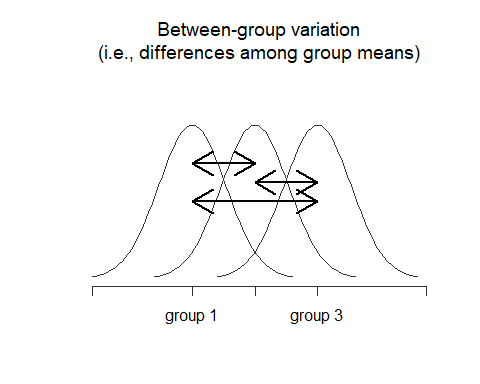 Between-group variation
(i.e., differences among group means)
group 1
group 3